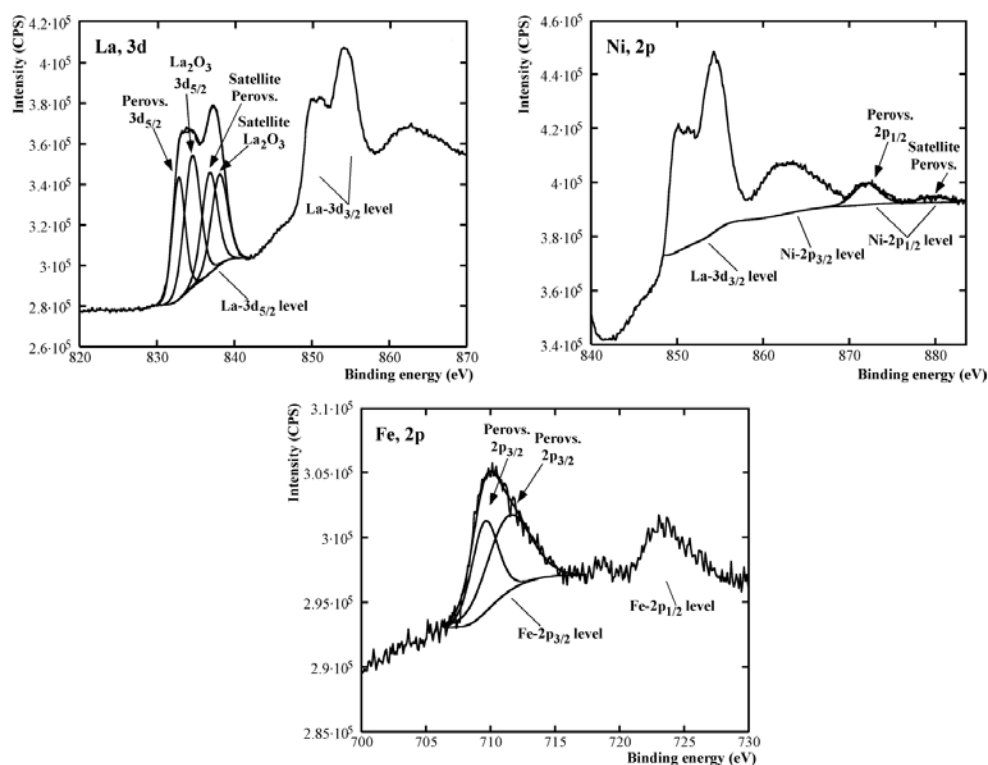 Intensity (CPS)
4.2·10⁵
4·10⁵
3.8·10⁵
3.6·10⁵
3.4·10⁵
3.2·10⁵
3·10⁵
2.8·10⁵
2.6·10⁵
La, 3d
La₂O₃
3d₅/₂
Perovs.
3d₅/₂
Satellite
Perovs.
Satellite
La₂O₃
La-3d₃/₂ level
La-3d₅/₂ level
820 830 840 850 860 870
Binding energy (eV)
Intensity (CPS)
4.6·10⁵
4.4·10⁵
4.2·10⁵
4·10⁵
3.8·10⁵
3.6·10⁵
3.4·10⁵
Ni, 2p
Perovs.
2p₁/₂
Satellite
Perovs.
Ni-2p₁/₂ level
Ni-2p₃/₂ level
La-3d₃/₂ level
840 850 860 870 880
Binding energy (eV)
Intensity (CPS)
3.1·10⁵
3.05·10⁵
3·10⁵
2.95·10⁵
2.9·10⁵
2.85·10⁵
Fe, 2p
Perovs.
2p₃/₂
Perovs.
2p₃/₂
Fe-2p₃/₂ level
Fe-2p₁/₂ level
700 705 710 715 723 725 730
Binding energy (eV)